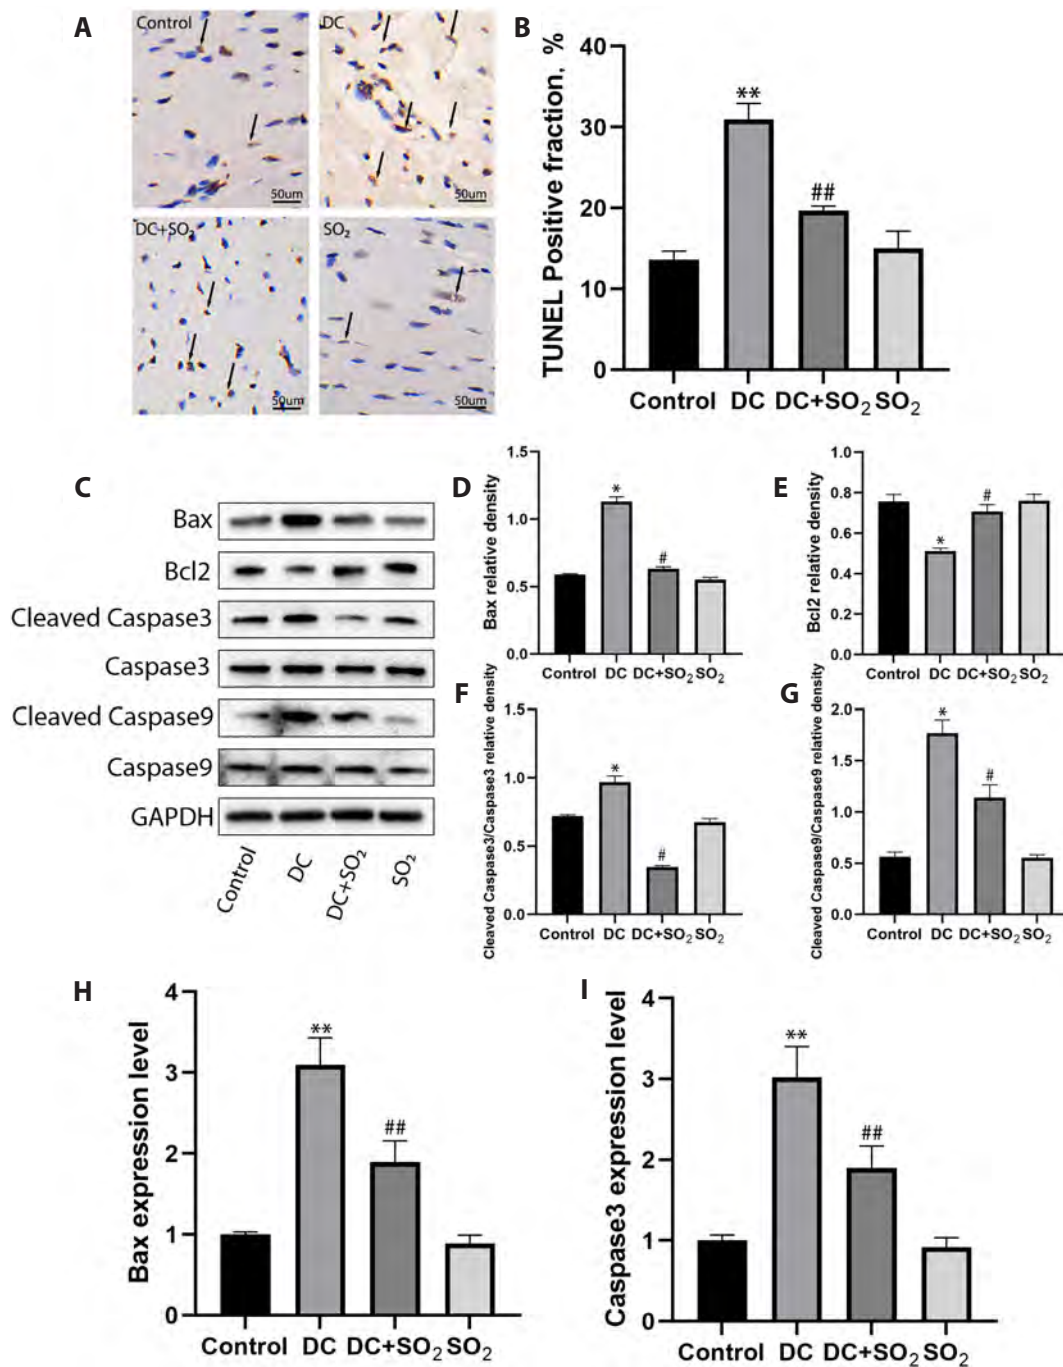 A
Control
50um
DC
50um
DC+SO₂
50um
SO₂
50um
B
TUNEL Positive fraction. %
40
30
20
10
0
**
##
Control DC DC+SO₂ SO₂
C
Bax
Bcl2
Cleaved Caspase3
Caspase3
Cleaved Caspase9
Caspase9
GAPDH
Control
DC
DC+SO₂
SO₂
D
Bax relative density
1.5
1.0
0.5
0.0
*
#
Control DC DC+SO₂ SO₂
E
Bcl2 relative density
1.0
0.8
0.6
0.4
0.2
0.0
*
#
Control DC DC+SO₂ SO₂
F
Cleaved Caspase3/Caspase3 relative density
1.5
1.0
0.5
0.0
*
#
Control DC DC+SO₂ SO₂
G
Cleaved Caspase9/Caspase9 relative density
2.0
1.5
1.0
0.5
0.0
*
#
Control DC DC+SO₂ SO₂
H
Bax expression level
4
3
2
1
0
**
##
Control DC DC+SO₂ SO₂
I
Caspase3 expression level
4
3
2
1
0
**
##
Control DC DC+SO₂ SO₂